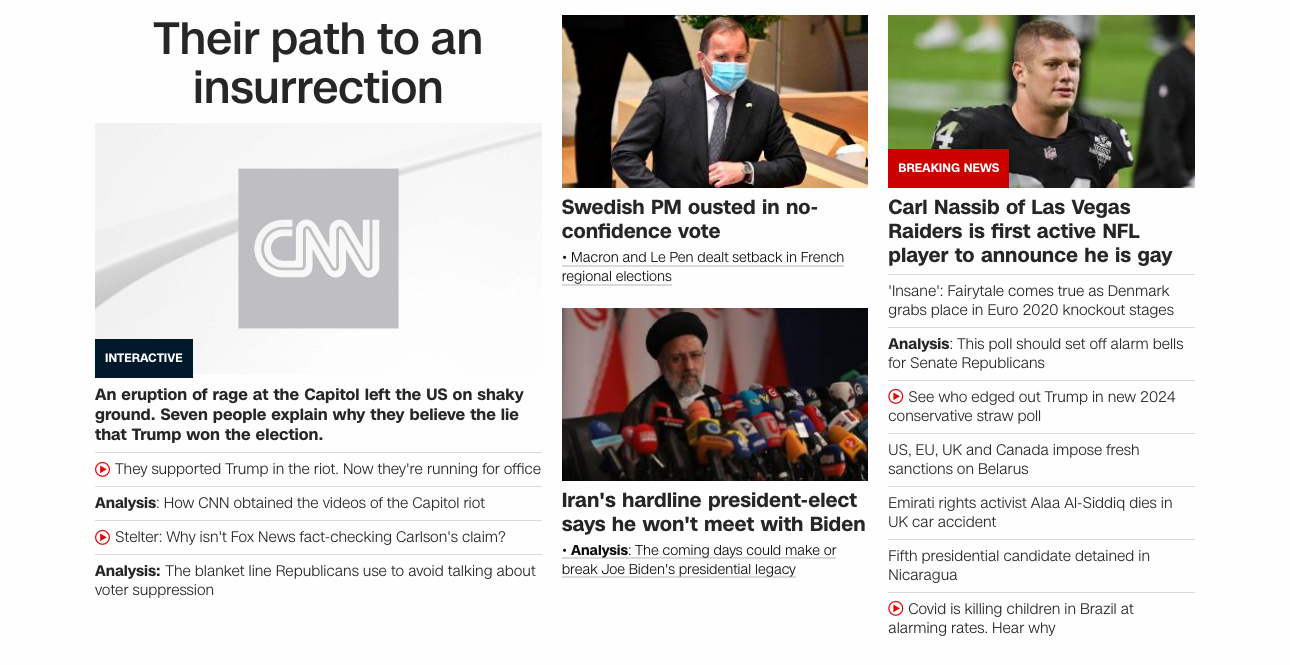 Their path to an
insurrection
CNN
INTERACTIVE
An eruption of rage at the Capitol left the US on shaky
ground. Seven people explain why they believe the lie
that Trump won the election.
They supported Trump in the riot. Now they're running for office
Analysis: How CNN obtained the videos of the Capitol riot
Stelter: Why isn't Fox News fact-checking Carlson's claim?
Analysis: The blanket line Republicans use to avoid talking about
voter suppression
Swedish PM ousted in no-
confidence vote
• Macron and Le Pen dealt setback in French
regional elections
Iran's hardline president-elect
says he won't meet with Biden
• Analysis: The coming days could make or
break Joe Biden's presidential legacy
BREAKING NEWS
Carl Nassib of Las Vegas
Raiders is first active NFL
player to announce he is gay
'Insane': Fairytale comes true as Denmark
grabs place in Euro 2020 knockout stages
Analysis: This poll should set off alarm bells
for Senate Republicans
See who edged out Trump in new 2024
conservative straw poll
US, EU, UK and Canada impose fresh
sanctions on Belarus
Emirati rights activist Alaa Al-Siddiq dies in
UK car accident
Fifth presidential candidate detained in
Nicaragua
Covid is killing children in Brazil at
alarming rates. Hear why